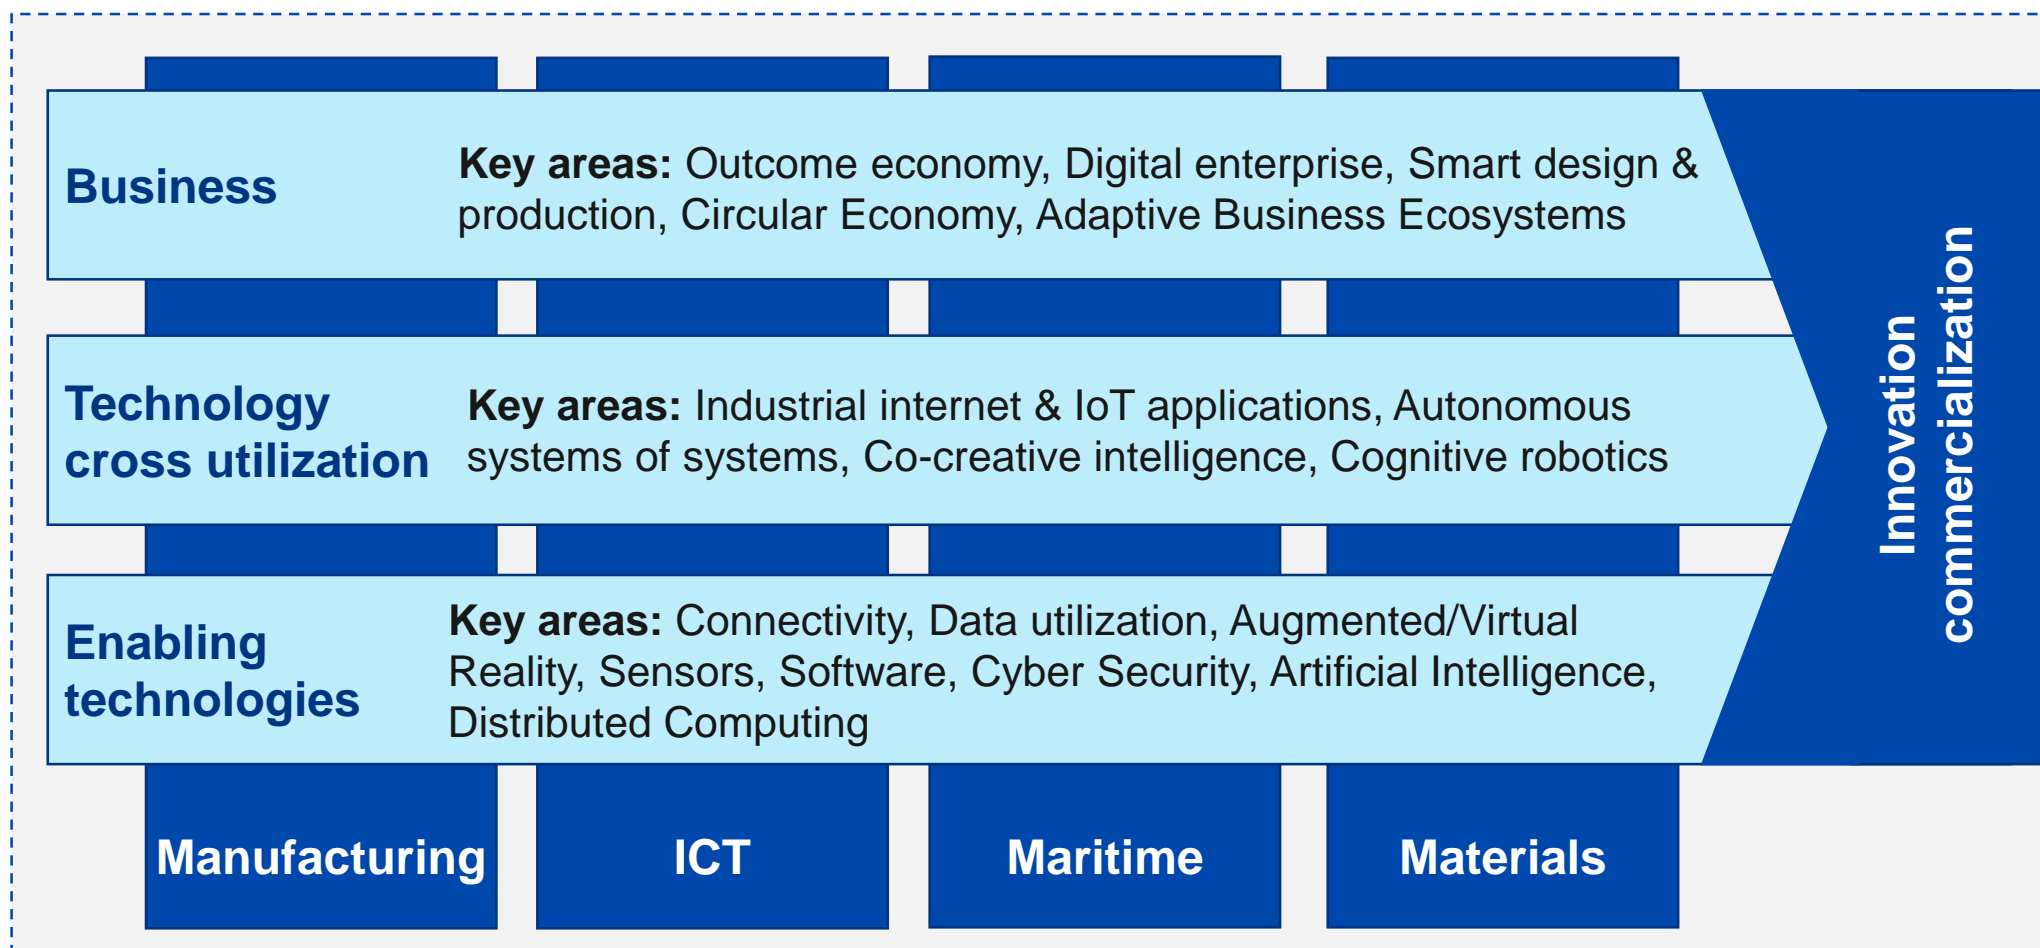 Business
Key areas: Outcome economy, Digital enterprise, Smart design &
production, Circular Economy, Adaptive Business Ecosystems
Technology
cross utilization
Key areas: Industrial internet & IoT applications, Autonomous
systems of systems, Co-creative intelligence, Cognitive robotics
Enabling
technologies
Key areas: Connectivity, Data utilization, Augmented/Virtual
Reality, Sensors, Software, Cyber Security, Artificial Intelligence,
Distributed Computing
Innovation
commercialization
Manufacturing
ICT
Maritime
Materials